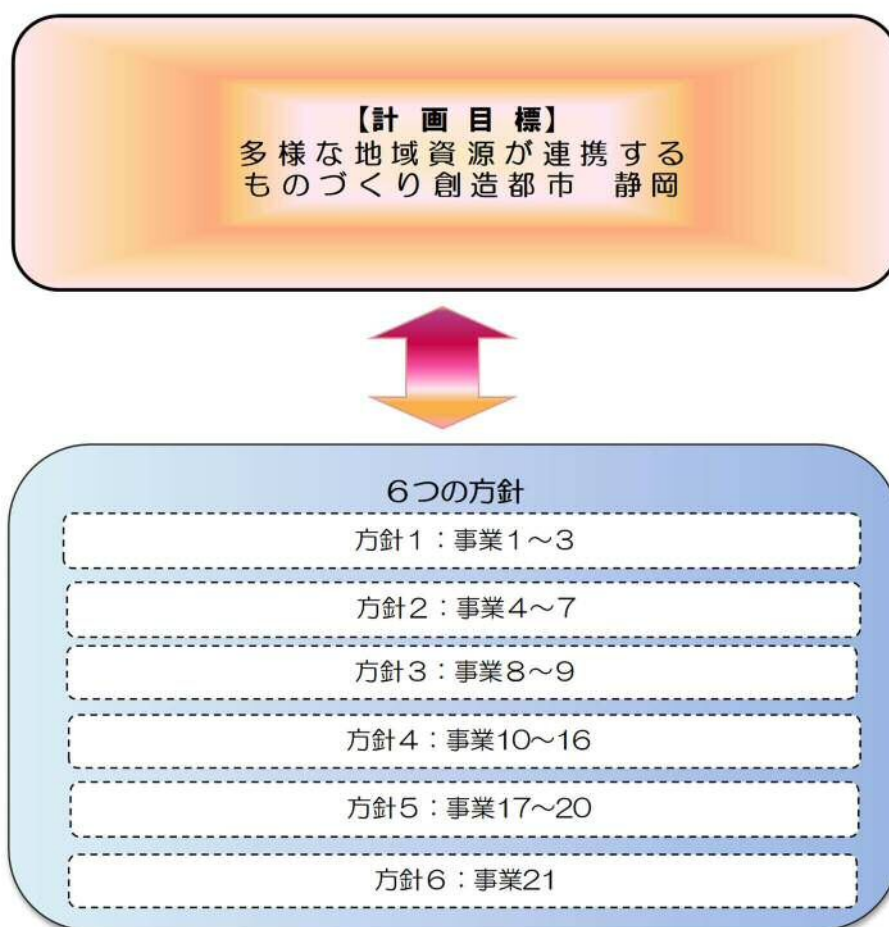 【計画目標】
多様な地域資源が連携する
ものづくり創造都市　静岡
６つの方針
方針１：事業１～３
方針２：事業４～７
方針３：事業８～９
方針４：事業10～16
方針５：事業17～20
方針６：事業21